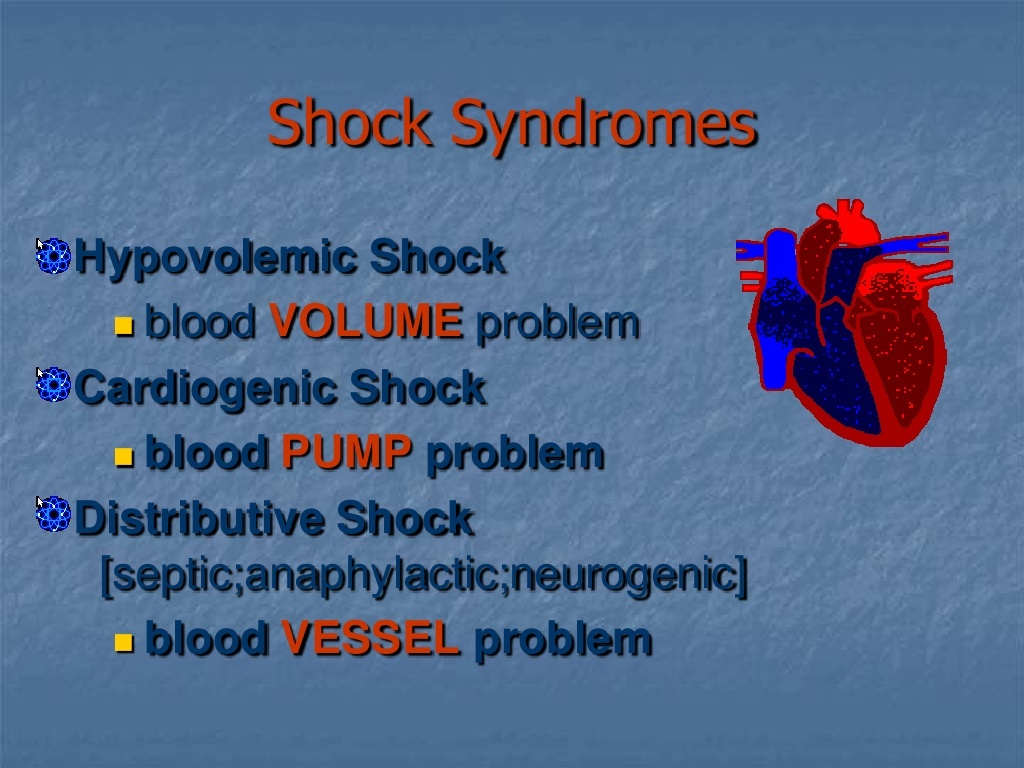 Shock Syndromes
Hypovolemic Shock
blood VOLUME problem
Cardiogenic Shock
blood PUMP problem
Distributive Shock
[septic;anaphylactic;neurogenic]
blood VESSEL problem